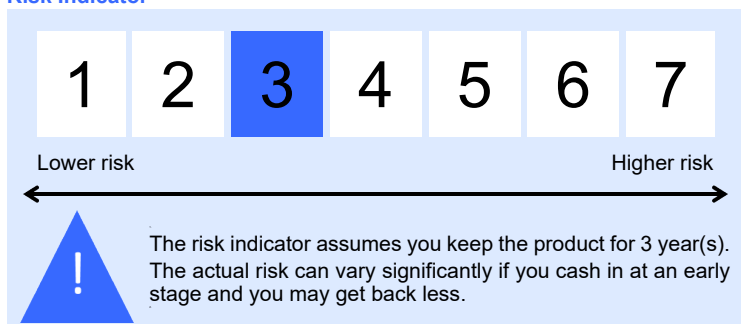 Risk Indicator
1 2 3 4 5 6 7
Lower risk Higher risk
!
The risk indicator assumes you keep the product for 3 year(s).
The actual risk can vary significantly if you cash in at an early
stage and you may get back less.